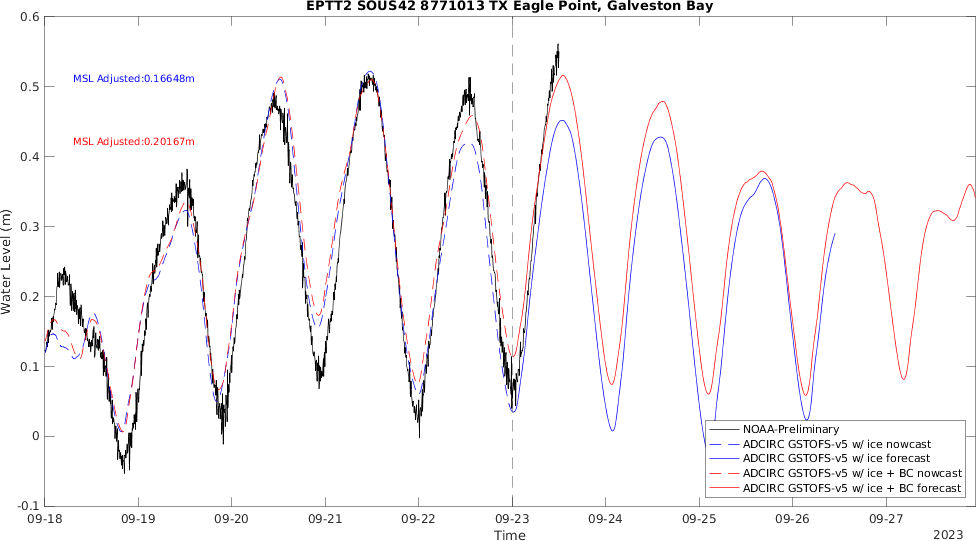 EPTT2 SOUS42 8771013 TX Eagle Point, Galveston Bay
0.6
0.5
0.4
0.3
0.2
0.1
0
-0.1
Water Level (m)
MSL Adjusted:0.16648m
MSL Adjusted:0.20167m
NOAA-Preliminary
ADCIRC GSTOFS-v5 w/ ice nowcast
ADCIRC GSTOFS-v5 w/ ice forecast
ADCIRC GSTOFS-v5 w/ ice + BC nowcast
ADCIRC GSTOFS-v5 w/ ice + BC forecast
09-18 09-19 09-20 09-21 09-22 09-23 09-24 09-25 09-26 09-27
Time
2023